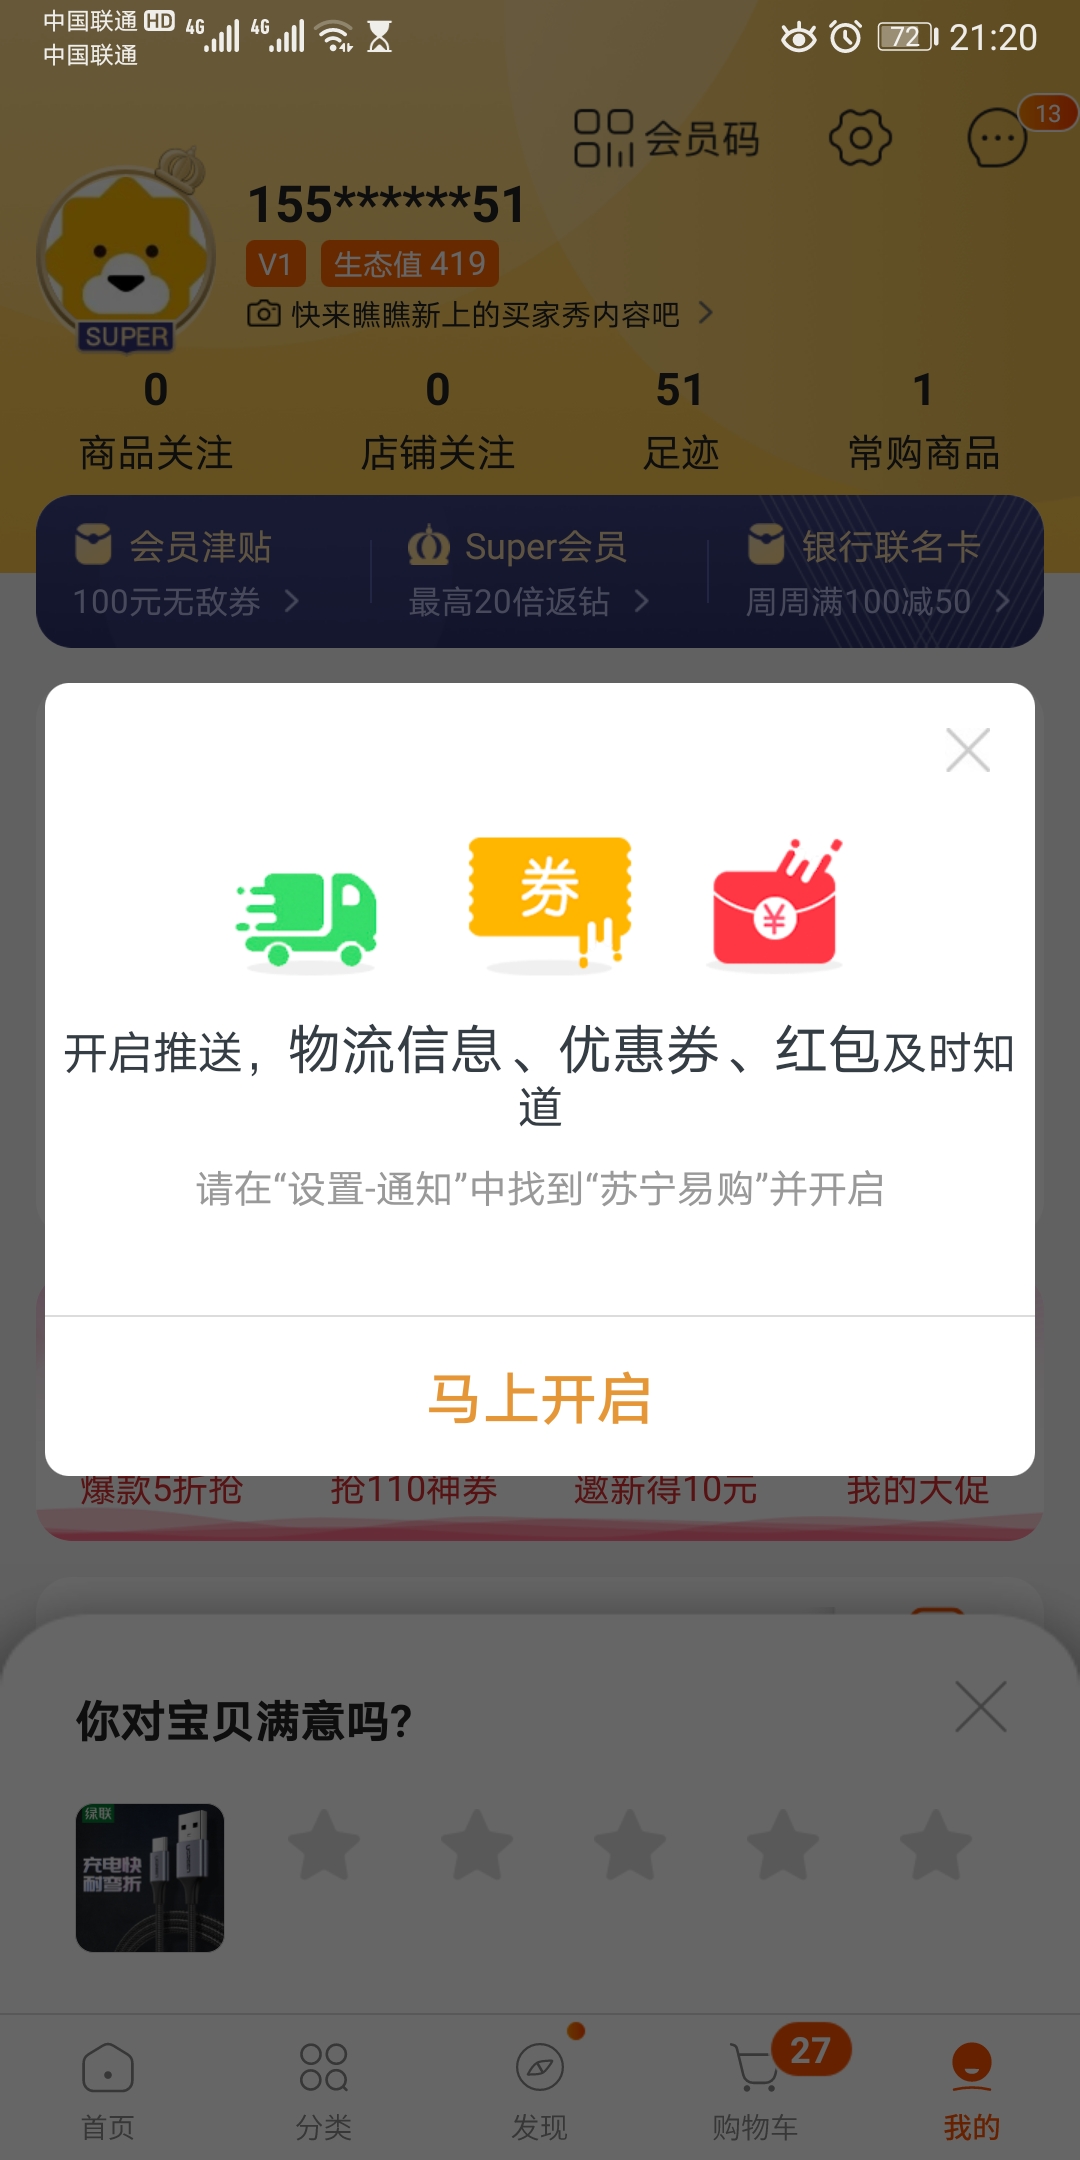 中国联通 HD 4G 4G 72 21:20
中国联通
会员码 13
155******51
V1 生态值 419
快来瞧瞧新上的买家秀内容吧
SUPER
0 0 51 1
商品关注 店铺关注 足迹 常购商品
会员津贴 Super会员 银行联名卡
100元无敌券 最高20倍返钻 周周满100减50
券 ¥
开启推送，物流信息、优惠券、红包及时知
道
请在“设置-通知”中找到“苏宁易购”并开启
马上开启
爆款5折抢 抢110神券 邀新得10元 我的大促
你对宝贝满意吗?
绿联
充电快
耐弯折
27
首页 分类 发现 购物车 我的